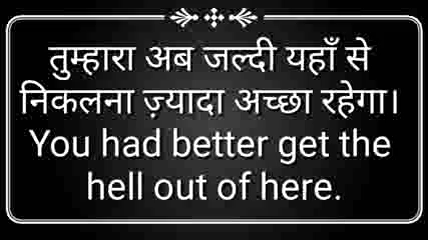 तुम्हारा अब जल्दी यहाँ से
निकलना ज़्यादा अच्छा रहेगा।
You had better get the
hell out of here.